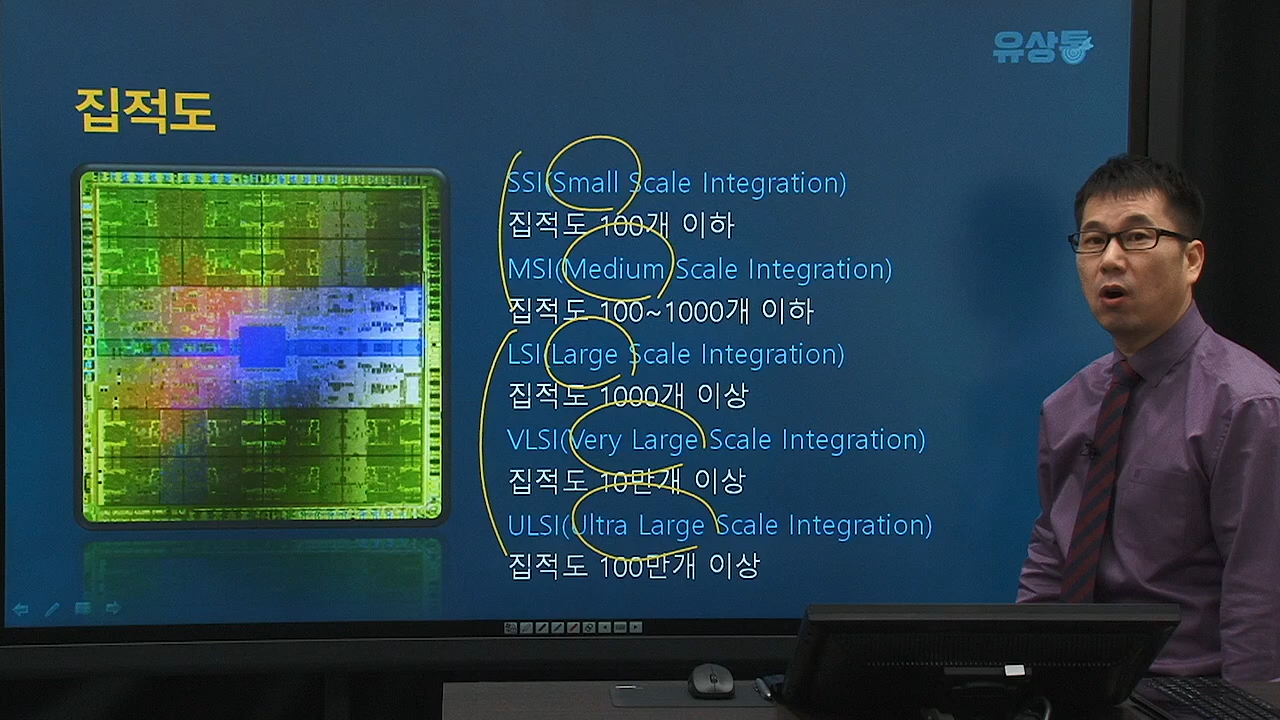 유상통
집적도
SSI(Small Scale Integration)
집적도 100개 이하
MSI(Medium Scale Integration)
집적도 100~1000개 이하
LSI(Large Scale Integration)
집적도 1000개 이상
VLSI(Very Large Scale Integration)
집적도 10만개 이상
ULSI(Ultra Large Scale Integration)
집적도 100만개 이상